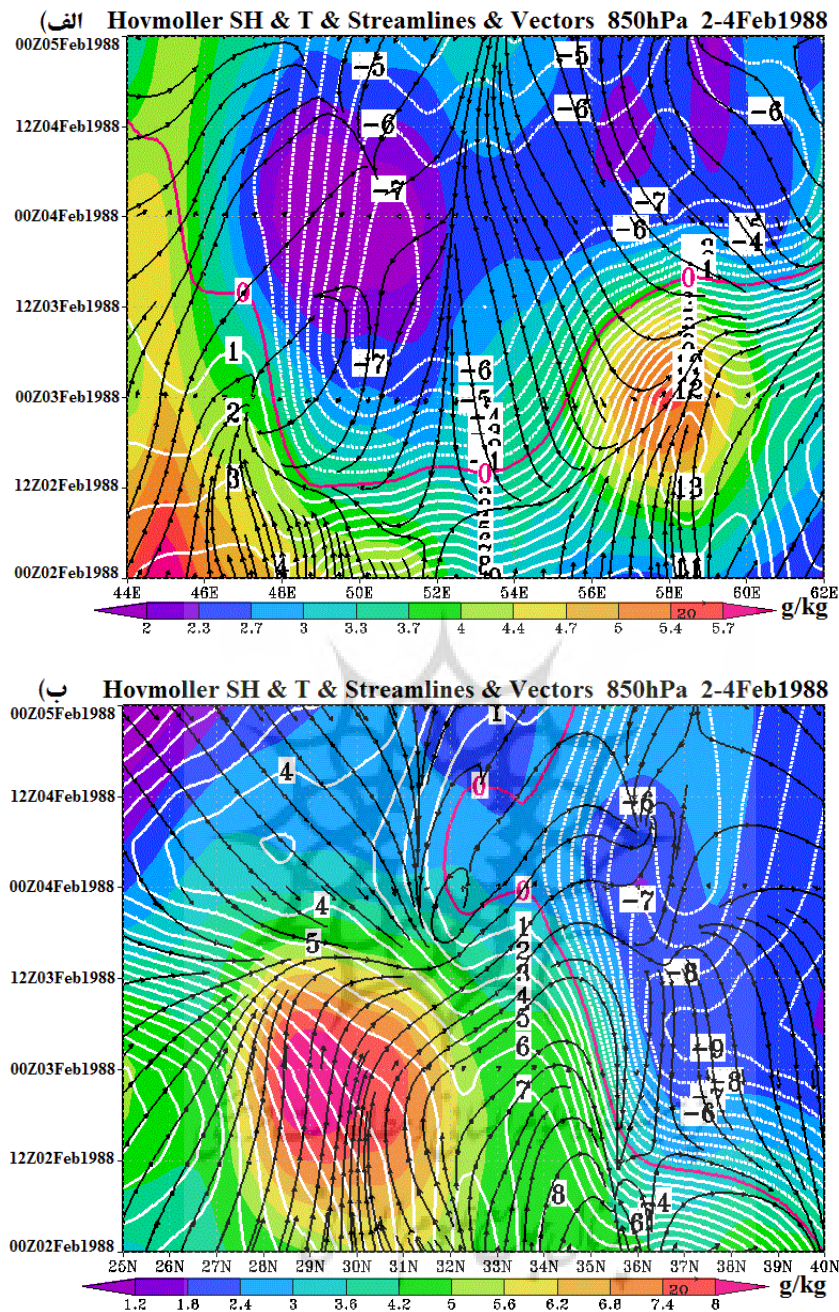 الف) Hovmoller SH & T & Streamlines & Vectors 850hPa 2-4Feb1988
00Z05Feb1988
12Z04Feb1988
00Z04Feb1988
12Z03Feb1988
00Z03Feb1988
12Z02Feb1988
00Z02Feb1988
-5 -5
-6 -6 -6
-7 -7
-6 -4
0 0
1
-7 -6
12
2
0
3 13
4 11
44E 46E 48E 50E 52E 54E 56E 58E 60E 62E
20
2 2.3 2.7 3 3.3 3.7 4 4.4 4.7 5 5.4 5.7 g/kg
ب) Hovmoller SH & T & Streamlines & Vectors 850hPa 2-4Feb1988
00Z05Feb1988
12Z04Feb1988
00Z04Feb1988
12Z03Feb1988
00Z03Feb1988
12Z02Feb1988
00Z02Feb1988
1
4
0 -6
0 -7
4
5 1
2
3 -8
4
5
6 -9
7 -8
-7
-6
8 4
6
25N 26N 27N 28N 29N 30N 31N 32N 33N 34N 35N 36N 37N 38N 39N 40N
20
1.2 1.8 2.4 3 3.6 4.2 5 5.6 6.2 6.8 7.4 8 g/kg